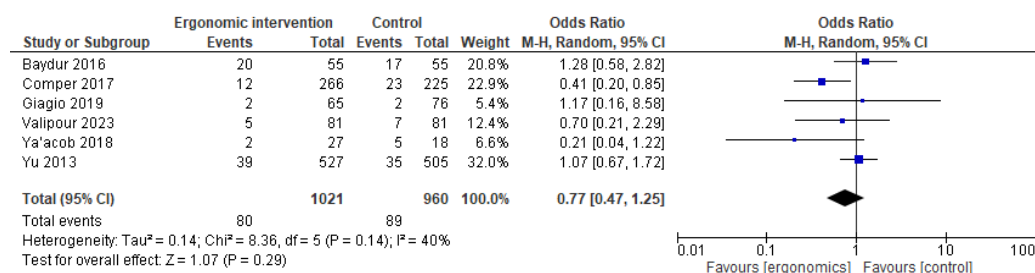 Ergonomic intervention Control Odds Ratio Odds Ratio
Study or Subgroup Events Total Events Total Weight M-H, Random, 95% CI M-H, Random, 95% CI
Baydur 2016 20 55 17 55 20.8% 1.28 [0.58, 2.82]
Comper 2017 12 266 23 225 22.9% 0.41 [0.20, 0.85]
Giagio 2019 2 65 2 76 5.4% 1.17 [0.16, 8.58]
Valipour 2023 5 81 7 81 12.4% 0.70 [0.21, 2.29]
Ya'acob 2018 2 27 5 18 6.6% 0.21 [0.04, 1.22]
Yu 2013 39 527 35 505 32.0% 1.07 [0.67, 1.72]
Total (95% CI) 1021 960 100.0% 0.77 [0.47, 1.25]
Total events 80 89
Heterogeneity: Tau² = 0.14; Chi² = 8.36, df = 5 (P = 0.14); I² = 40%
Test for overall effect: Z = 1.07 (P = 0.29)
0.01 0.1 1 10 100
Favours [ergonomics] Favours [control]